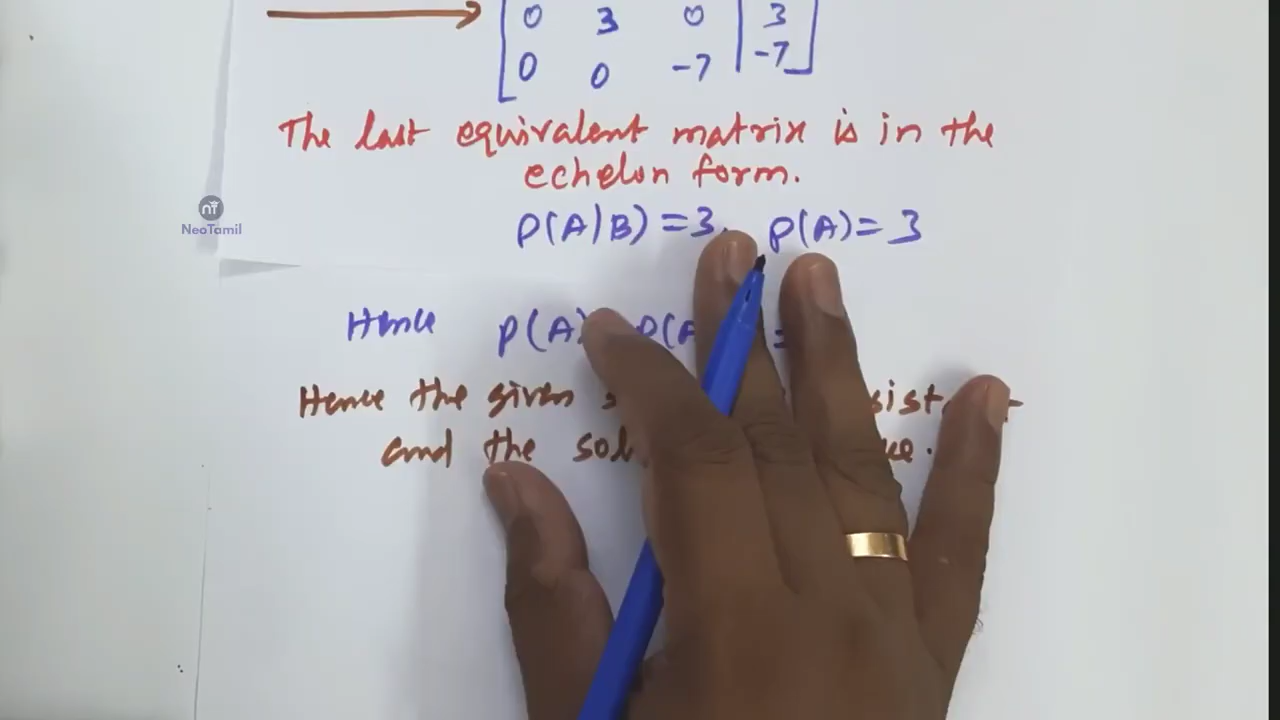 0 3 0 | 3
0 0 -7 | -7
The last equivalent matrix is in the
echelon form.
ρ(A|B) = 3, ρ(A) = 3
NeoTamil
Hence ρ(A)
Hence the given
and the